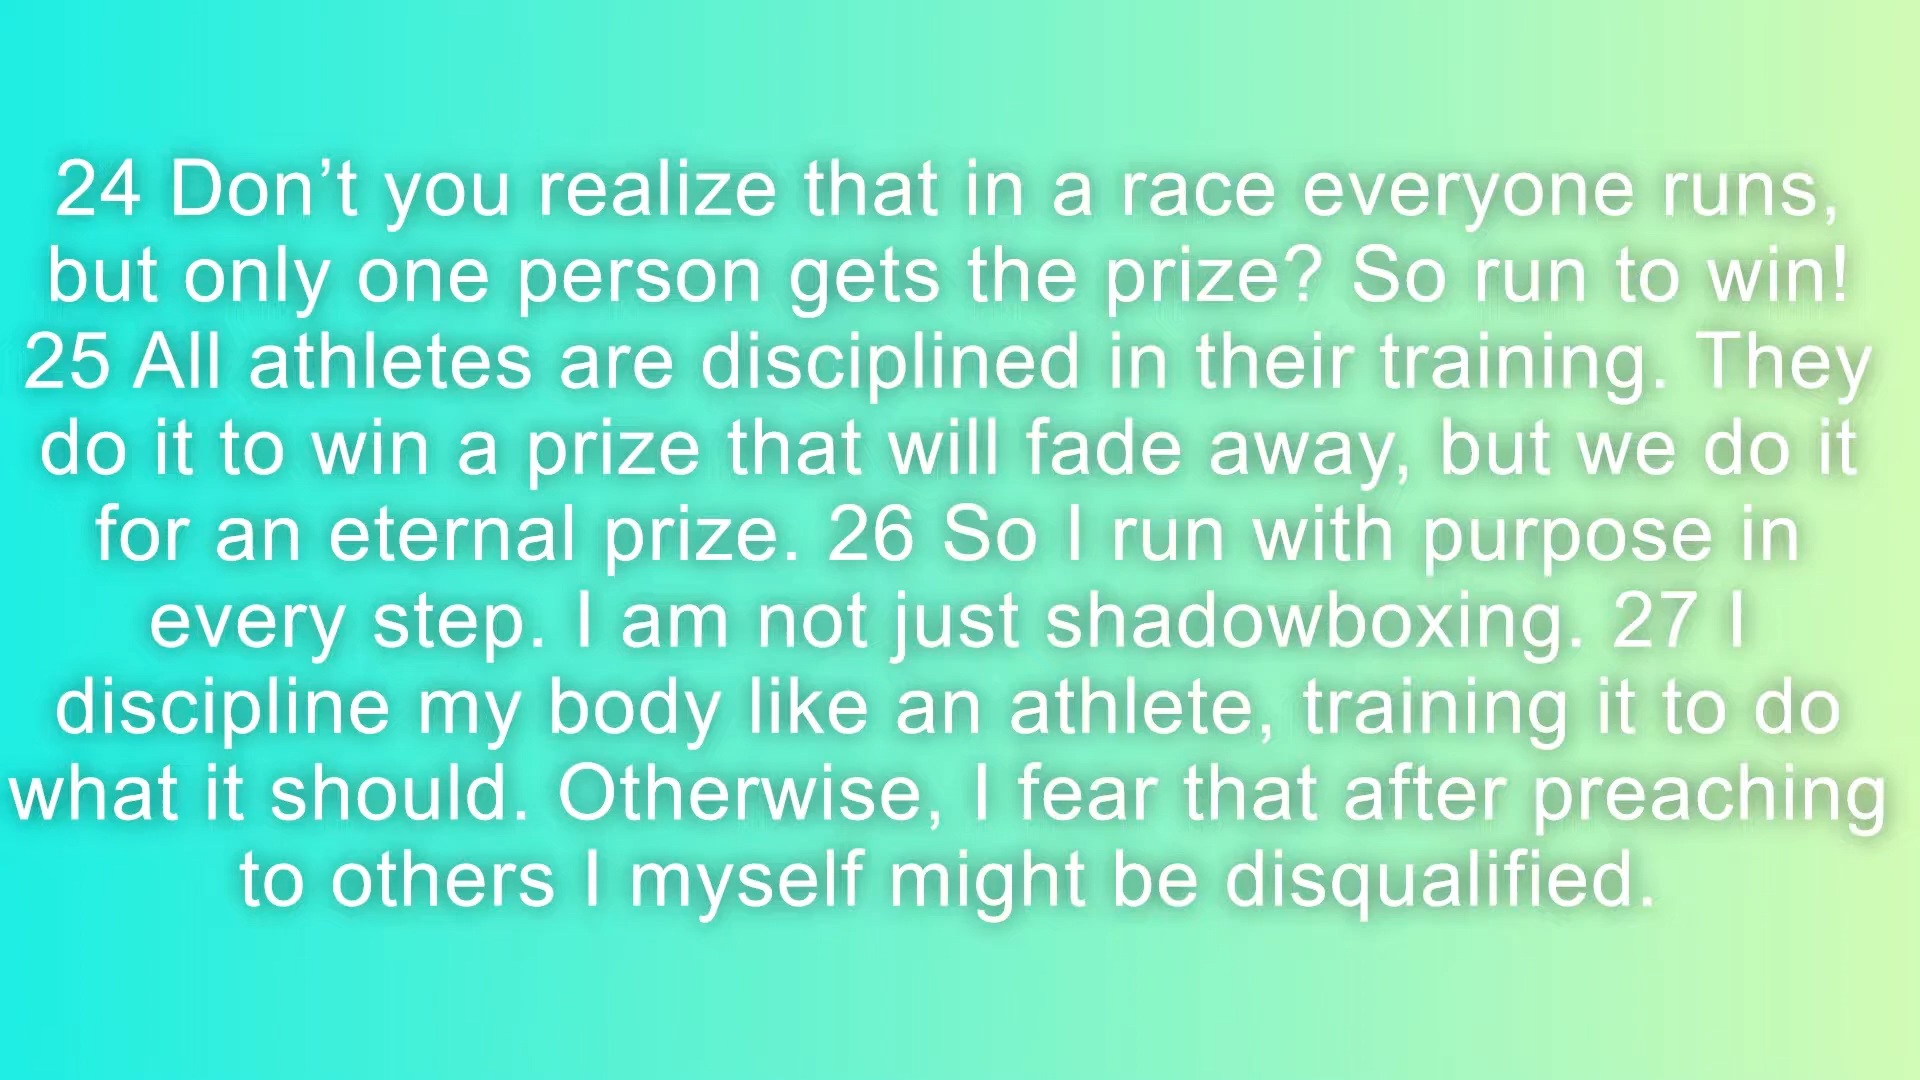 24 Don’t you realize that in a race everyone runs,
but only one person gets the prize? So run to win!
25 All athletes are disciplined in their training. They
do it to win a prize that will fade away, but we do it
for an eternal prize. 26 So I run with purpose in
every step. I am not just shadowboxing. 27 I
discipline my body like an athlete, training it to do
what it should. Otherwise, I fear that after preaching
to others I myself might be disqualified.